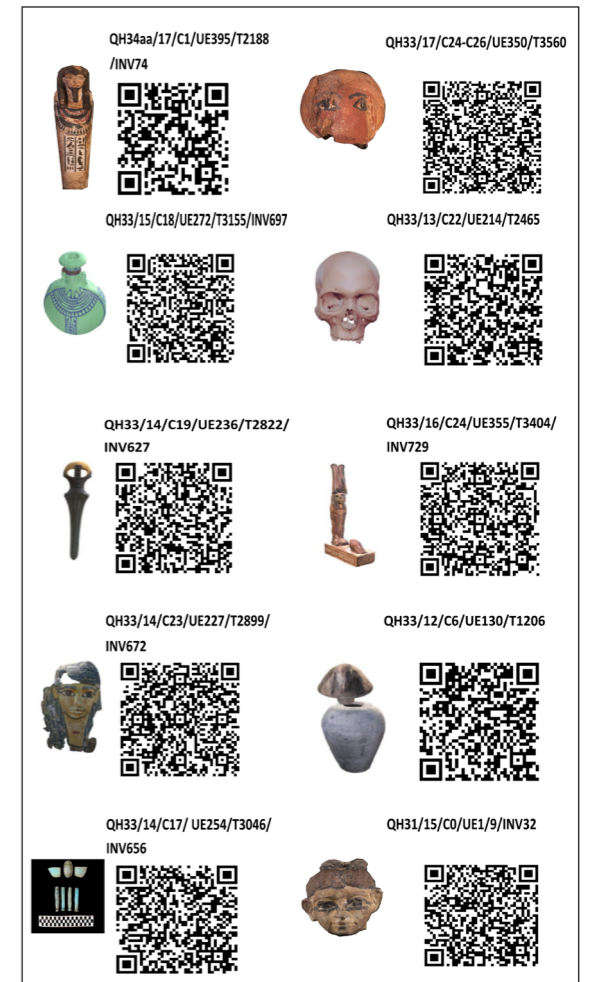 QH34aa/17/C1/UE395/T2188
/INV74
QH33/17/C24-C26/UE350/T3560
QH33/15/C18/UE272/T3155/INV697
QH33/13/C22/UE214/T2465
QH33/14/C19/UE236/T2822/
INV627
QH33/16/C24/UE355/T3404/
INV729
QH33/14/C23/UE227/T2899/
INV672
QH33/12/C6/UE130/T1206
QH33/14/C17/ UE254/T3046/
INV656
QH31/15/C0/UE1/9/INV32